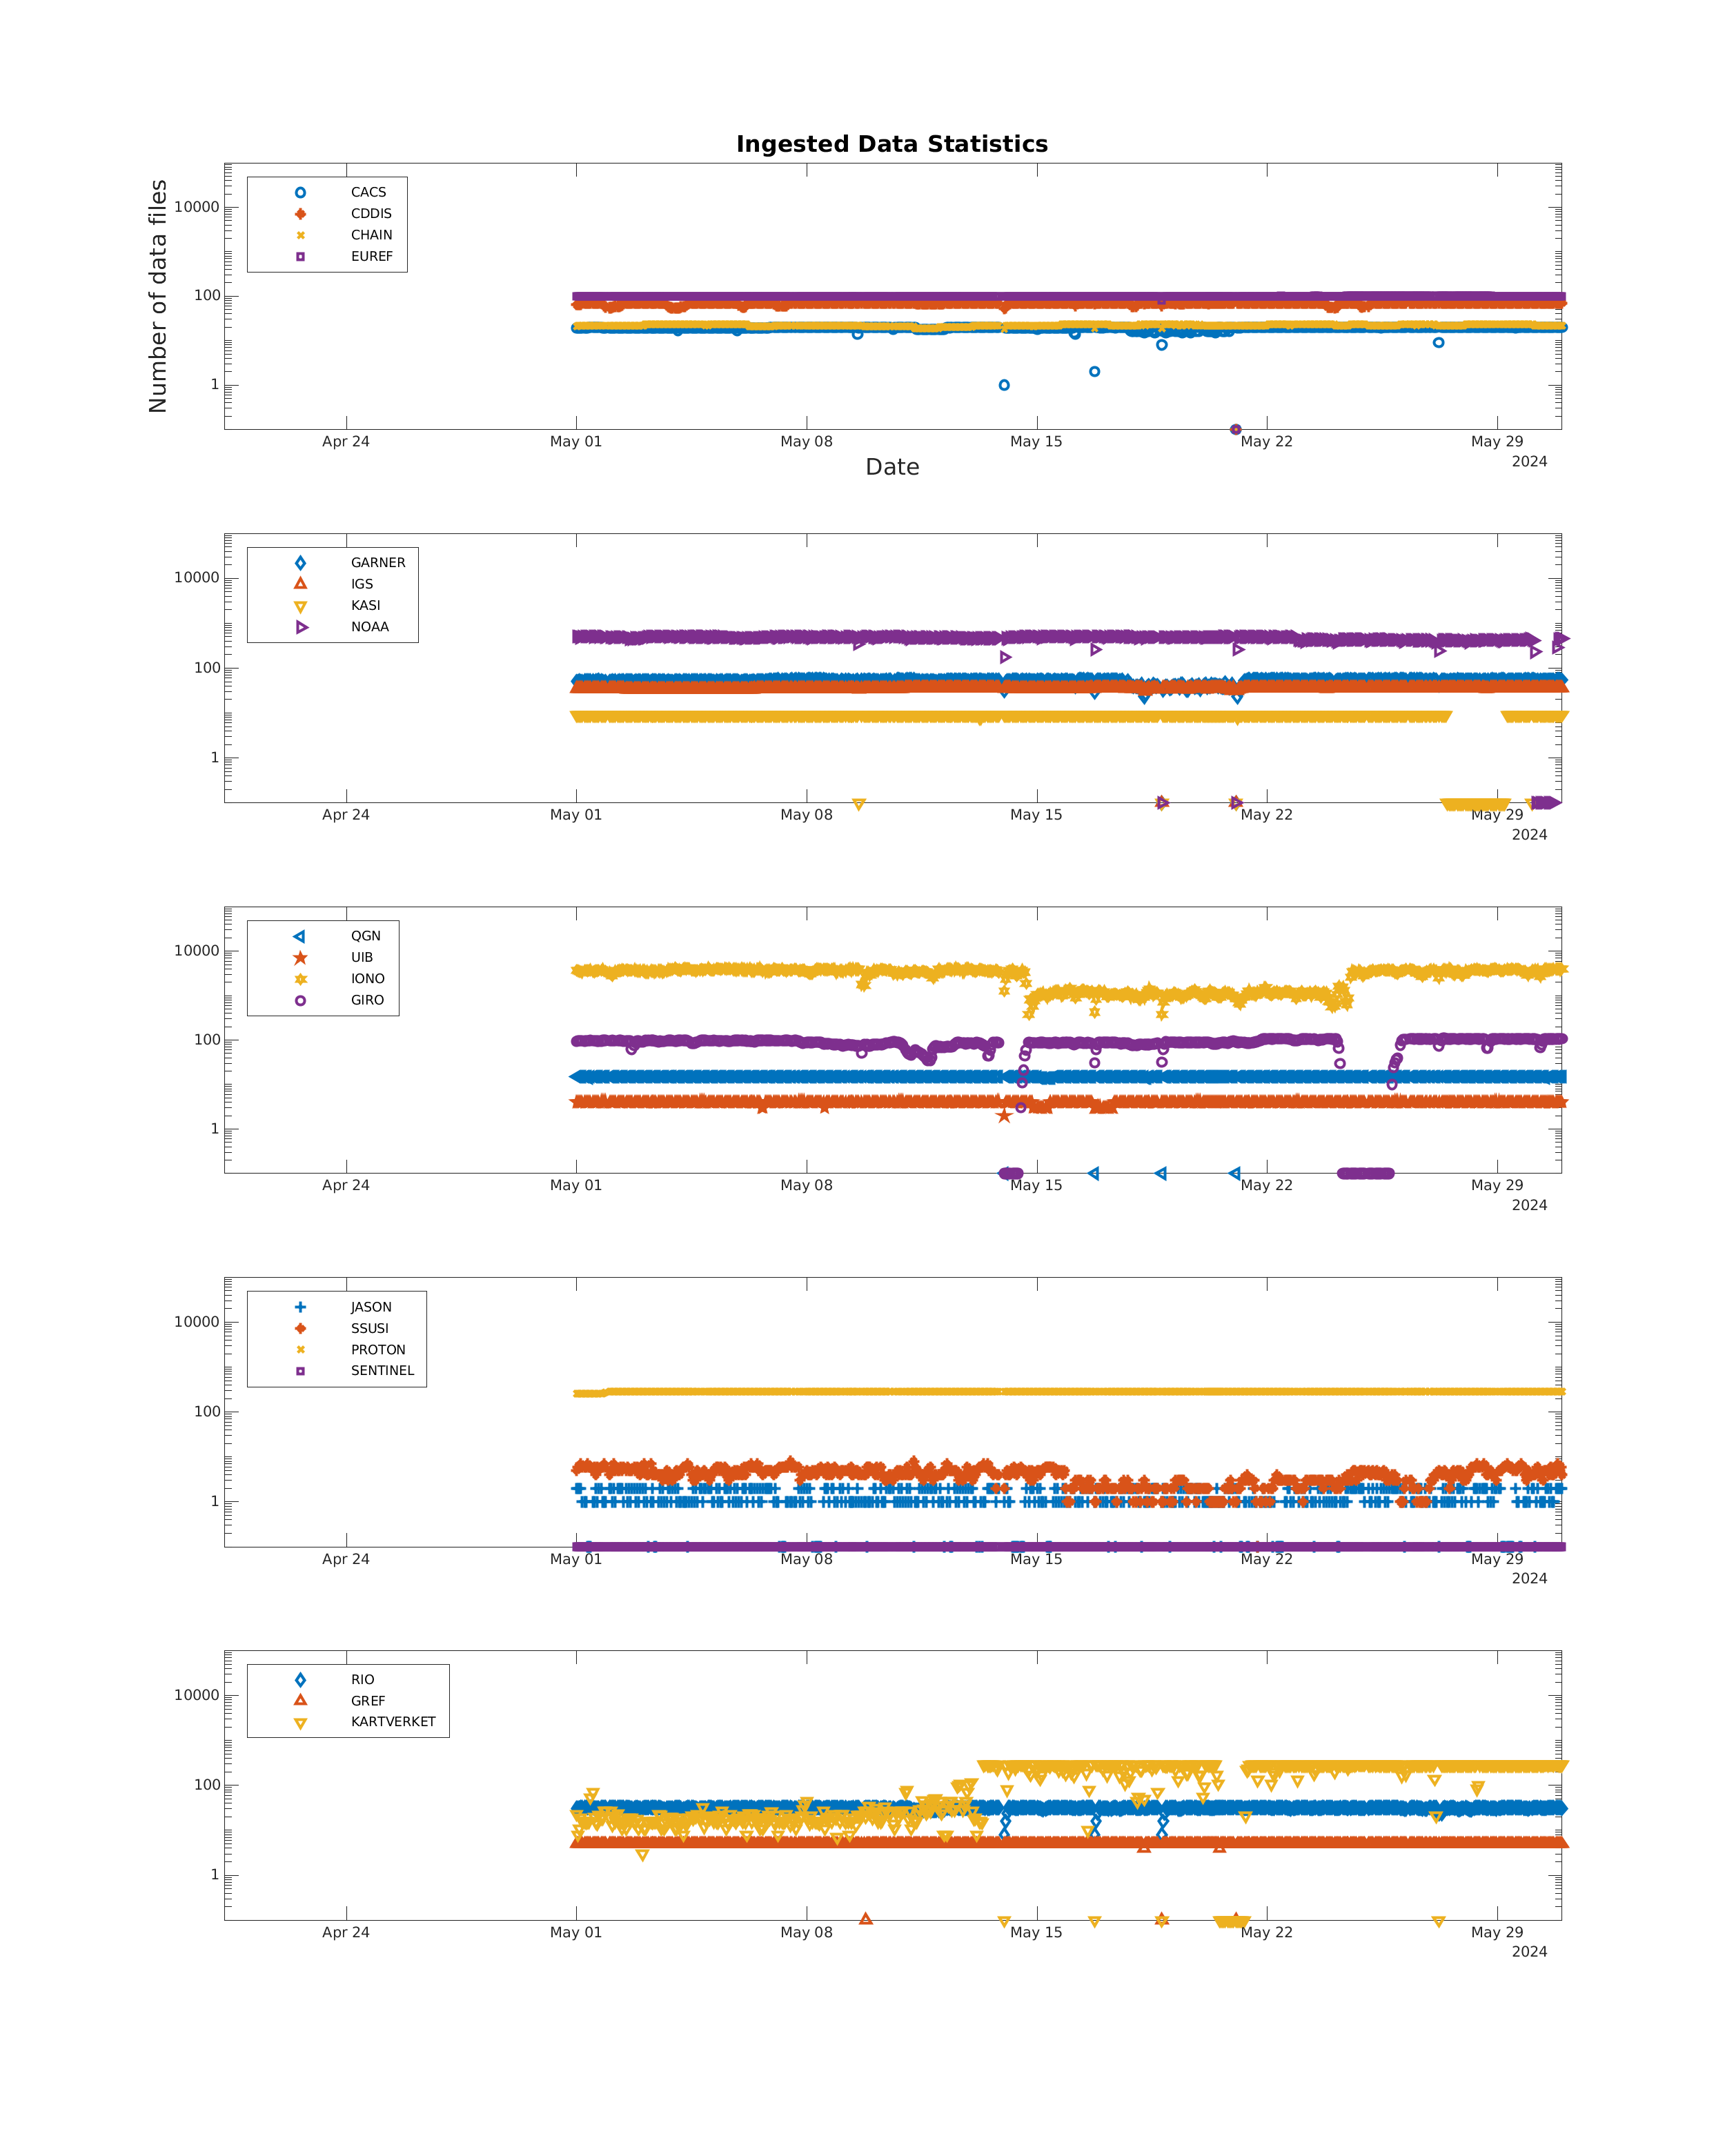 Ingested Data Statistics
Number of data files
10000
100
1
CACS
CDDIS
CHAIN
EUREF
Apr 24 May 01 May 08 May 15 May 22 May 29
2024
Date
10000
100
1
GARNER
IGS
KASI
NOAA
Apr 24 May 01 May 08 May 15 May 22 May 29
2024
10000
100
1
QGN
UIB
IONO
GIRO
Apr 24 May 01 May 08 May 15 May 22 May 29
2024
10000
100
1
JASON
SSUSI
PROTON
SENTINEL
Apr 24 May 01 May 08 May 15 May 22 May 29
2024
10000
100
1
RIO
GREF
KARTVERKET
Apr 24 May 01 May 08 May 15 May 22 May 29
2024